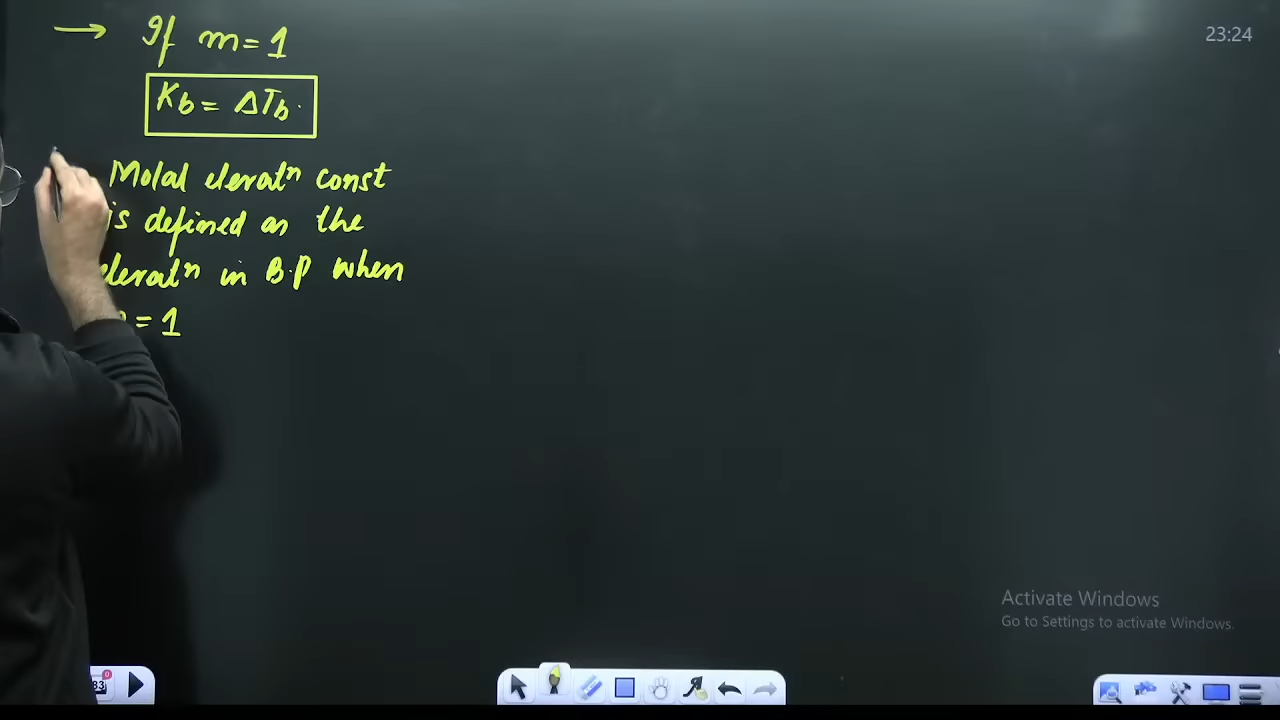 23:24
→ If m = 1
Kb = ΔTb.
Molal elevatⁿ const
is defined as the
elevatⁿ in B.P when
= 1
Activate Windows
Go to Settings to activate Windows.